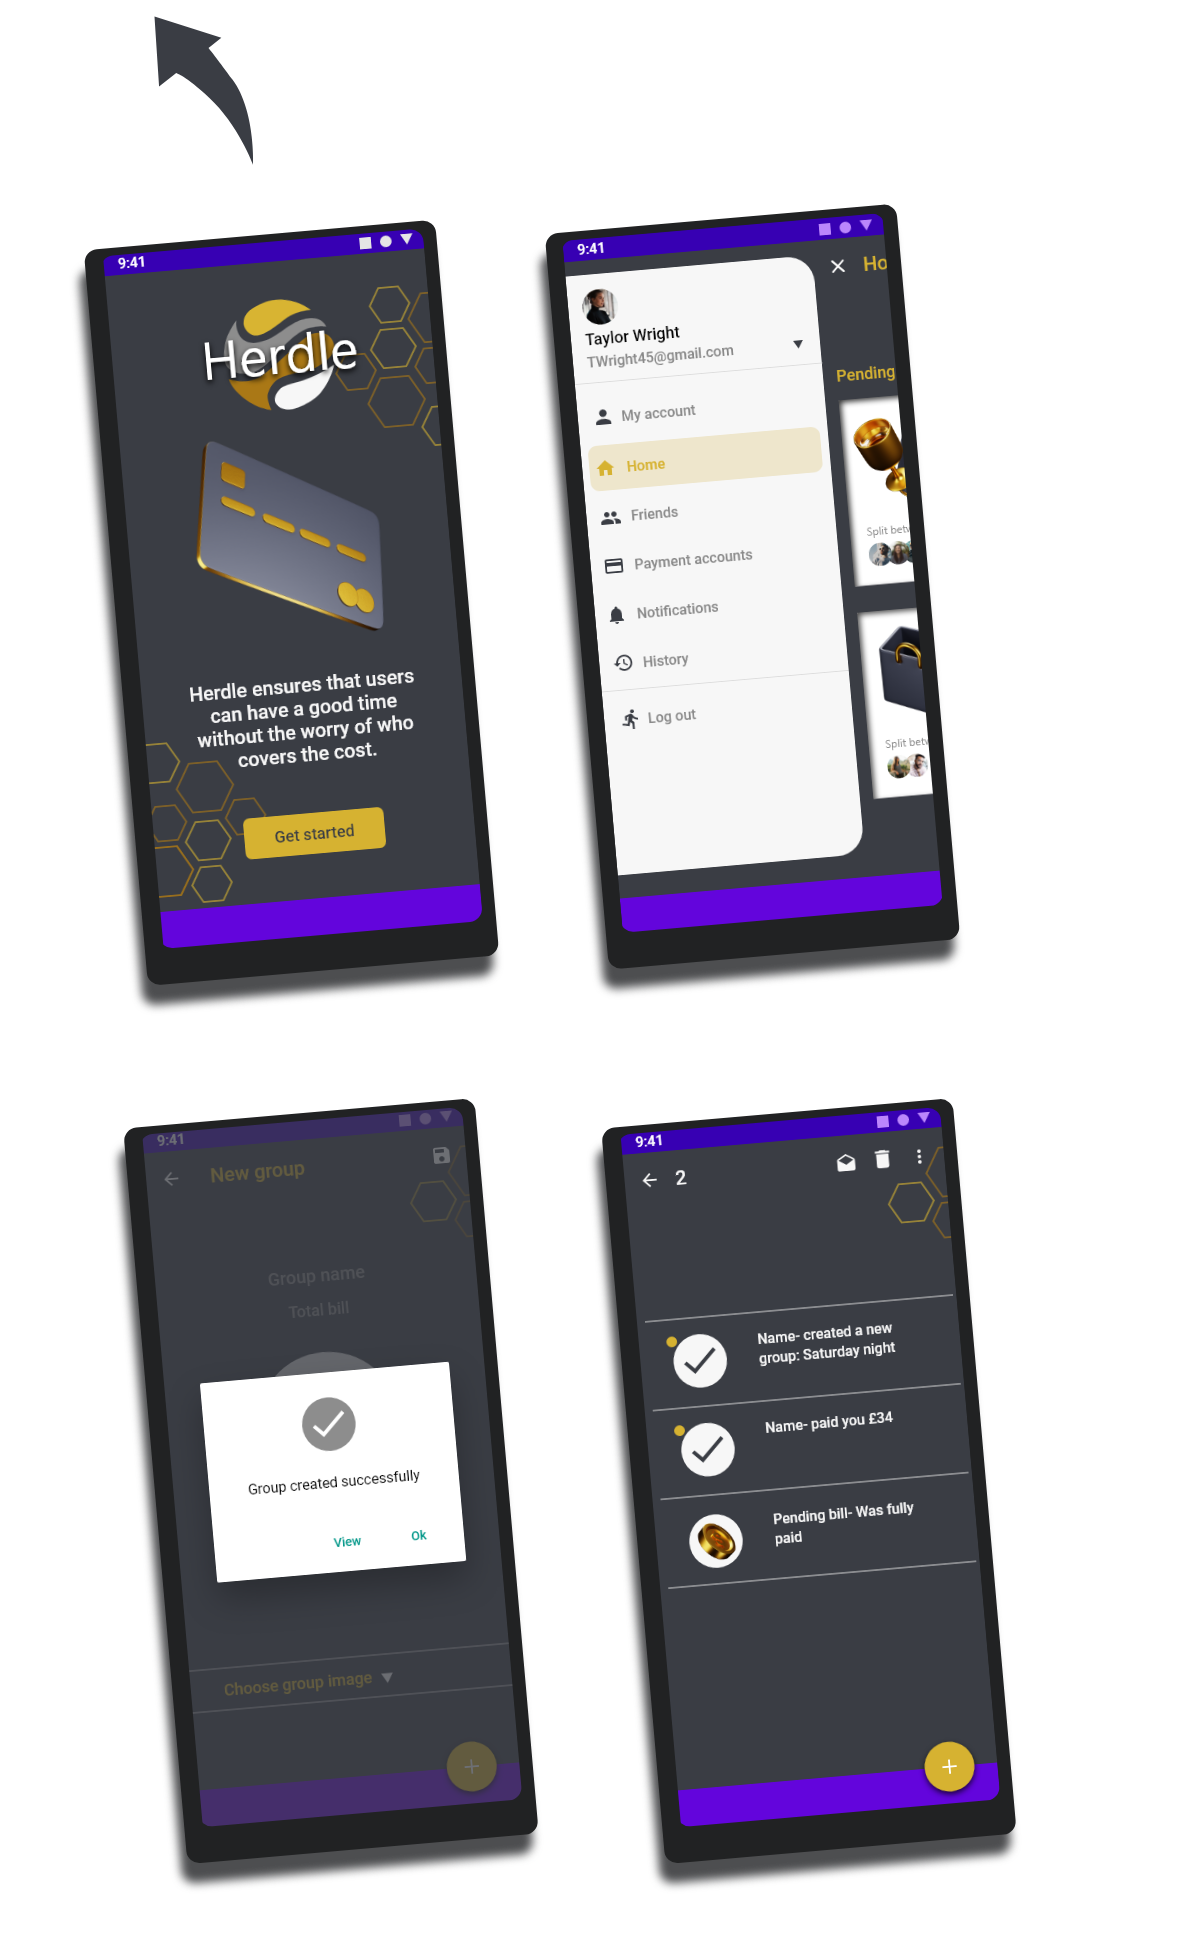 9:41
Herdle
Herdle ensures that users
can have a good time
without the worry of who
covers the cost.
Get started
9:41
Ho
Taylor Wright
TWright45@gmail.com
Pending
My account
Home
Friends
Payment accounts
Notifications
History
Log out
Split betw
Split betw
9:41
New group
Group name
Total bill
Group created successfully
View Ok
Choose group image
9:41
2
Name- created a new
group: Saturday night
Name- paid you £34
Pending bill- Was fully
paid